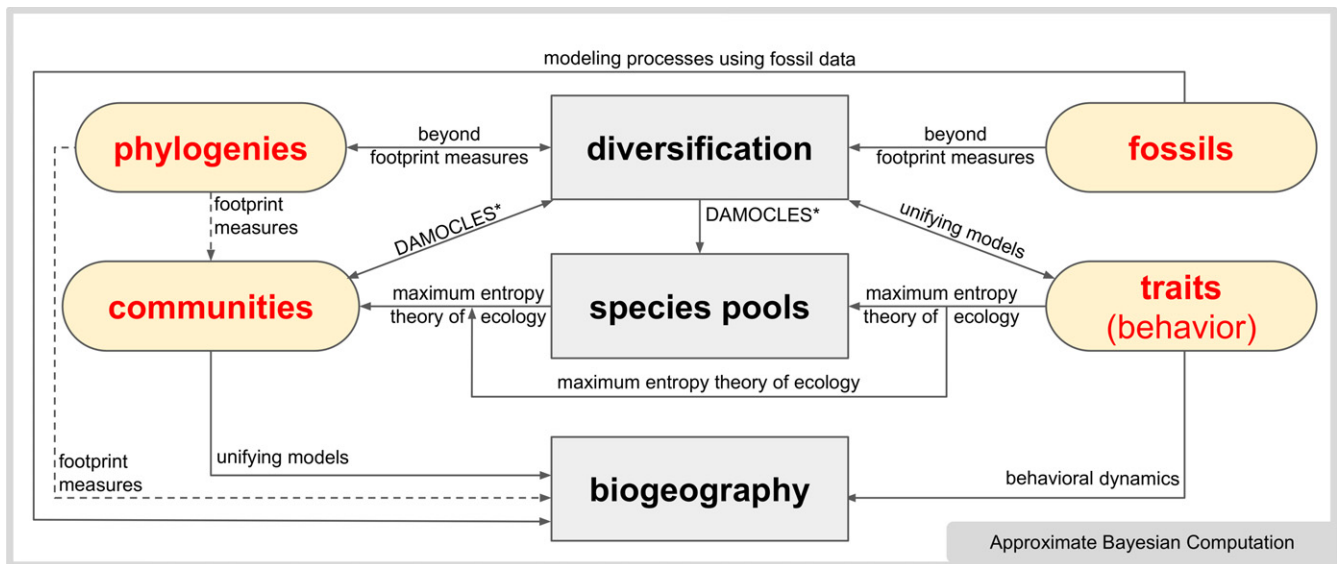 modeling processes using fossil data
phylogenies
beyond
footprint measures
diversification
beyond
footprint measures
fossils
footprint
measures
DAMOCLES*
DAMOCLES*
unifying models
communities
maximum entropy
theory of ecology
species pools
maximum entropy
theory of ecology
traits
(behavior)
maximum entropy theory of ecology
footprint
measures
unifying models
biogeography
behavioral dynamics
Approximate Bayesian Computation